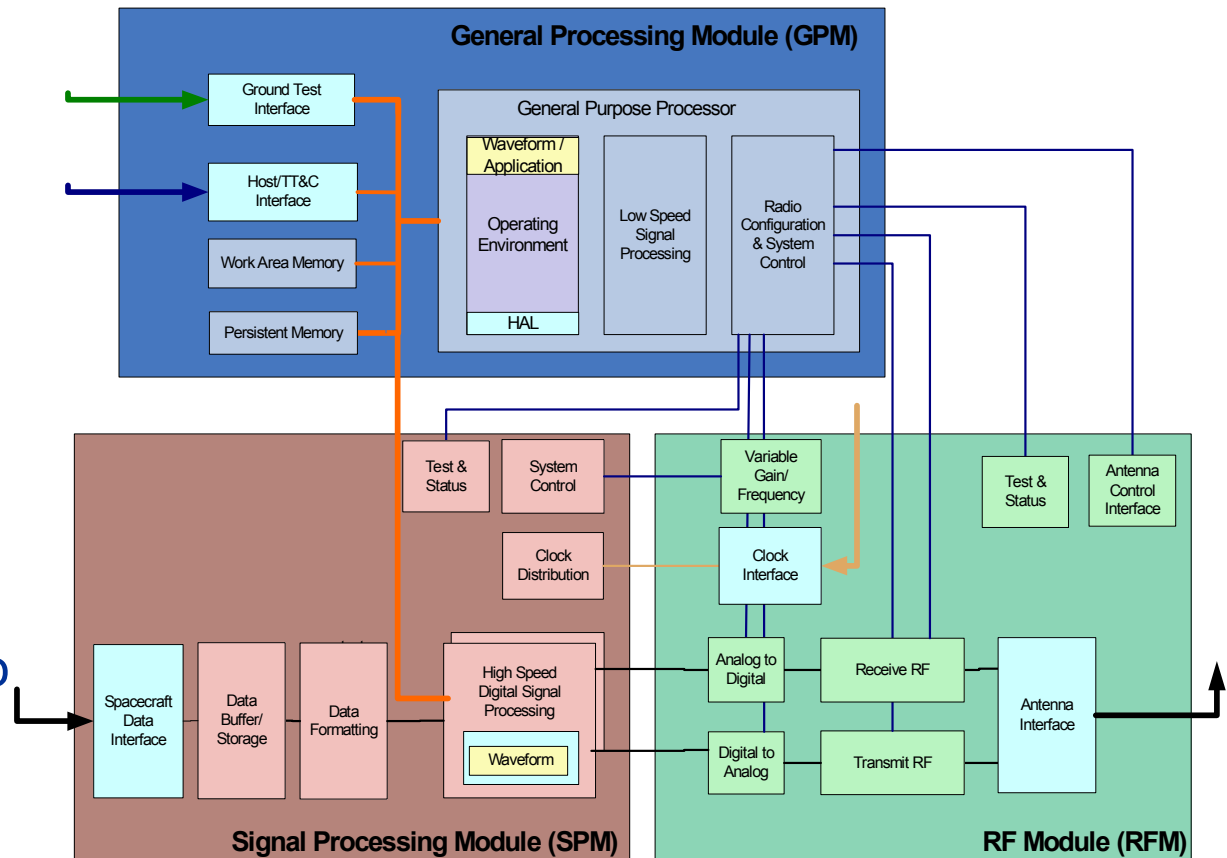 General Processing Module (GPM)
Ground Test
Interface
Host/TT&C
Interface
Work Area Memory
Persistent Memory
General Purpose Processor
Waveform /
Application
Operating
Environment
HAL
Low Speed
Signal
Processing
Radio
Configuration
& System
Control
Test &
Status
System
Control
Clock
Distribution
Spacecraft
Data
Interface
Data
Buffer/
Storage
Data
Formatting
High Speed
Digital Signal
Processing
Waveform
Signal Processing Module (SPM)
Variable
Gain/
Frequency
Clock
Interface
Test &
Status
Antenna
Control
Interface
Analog to
Digital
Receive RF
Digital to
Analog
Transmit RF
Antenna
Interface
RF Module (RFM)